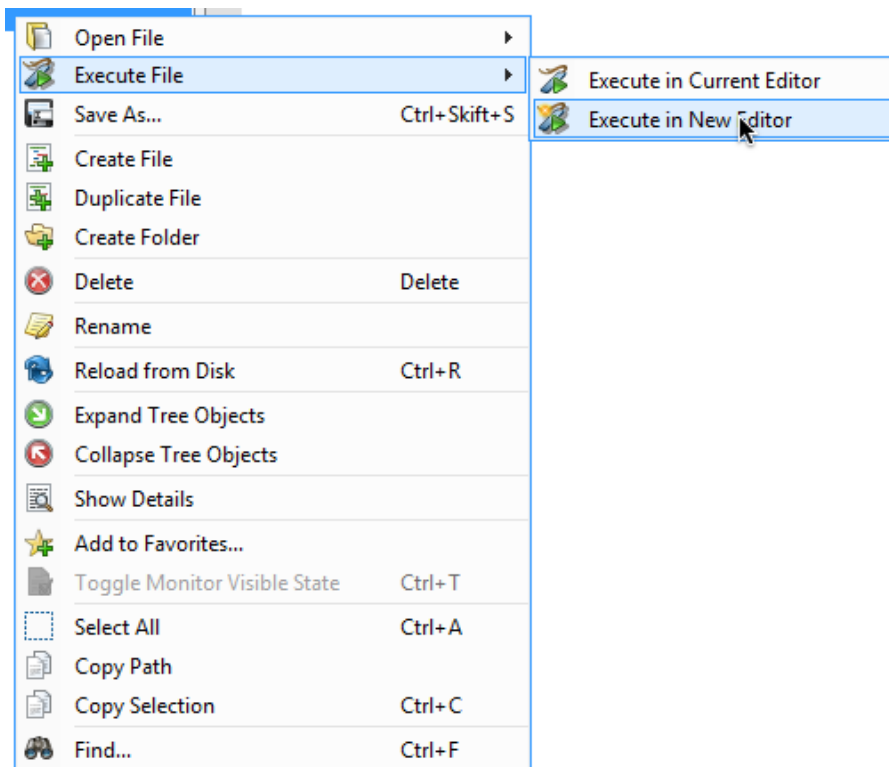 Open File
Execute File
Execute in Current Editor
Execute in New Editor
Save As... Ctrl+Skift+S
Create File
Duplicate File
Create Folder
Delete Delete
Rename
Reload from Disk Ctrl+R
Expand Tree Objects
Collapse Tree Objects
Show Details
Add to Favorites...
Toggle Monitor Visible State Ctrl+T
Select All Ctrl+A
Copy Path
Copy Selection Ctrl+C
Find... Ctrl+F